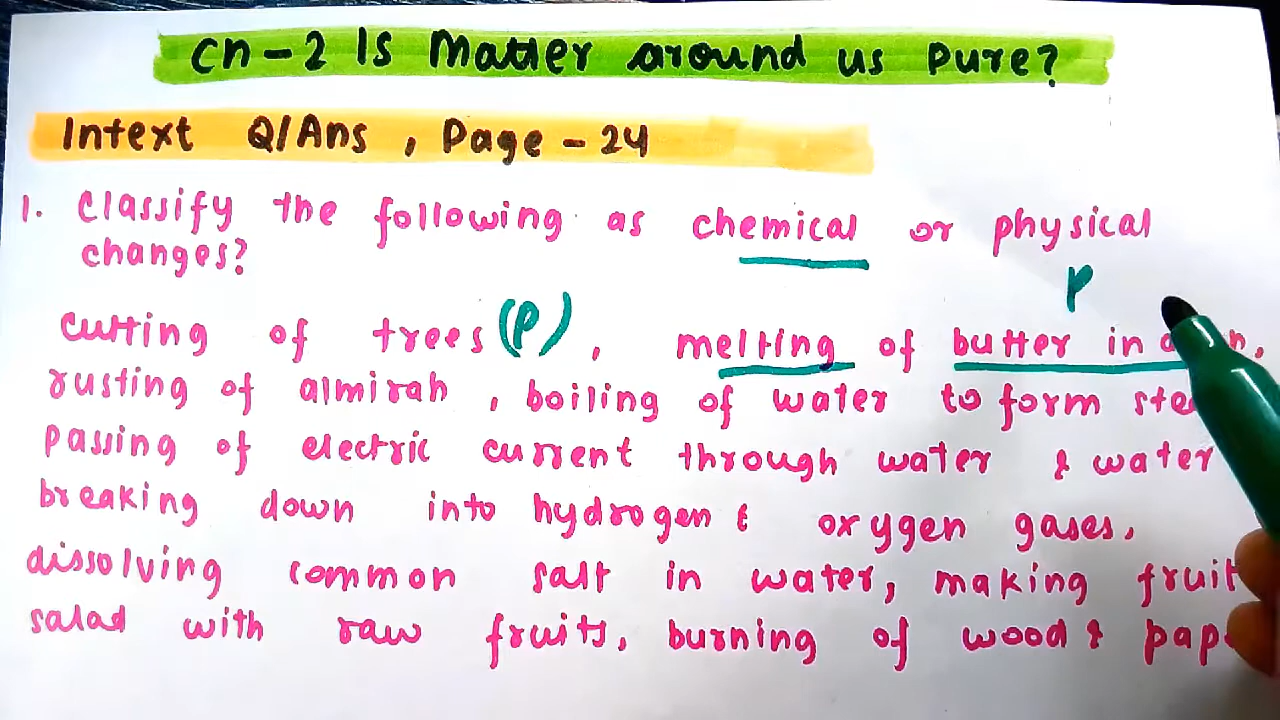 Ch-2 Is Matter around us Pure?
Intext Q/Ans, Page-24
1. Classify the following as chemical or physical
changes?
P
cutting of trees (P), melting of butter in
rusting of almirah, boiling of water to form
passing of electric current through water & water
breaking down into hydrogen & oxygen gases,
dissolving common salt in water, making fruit
salad with raw fruits, burning of wood &